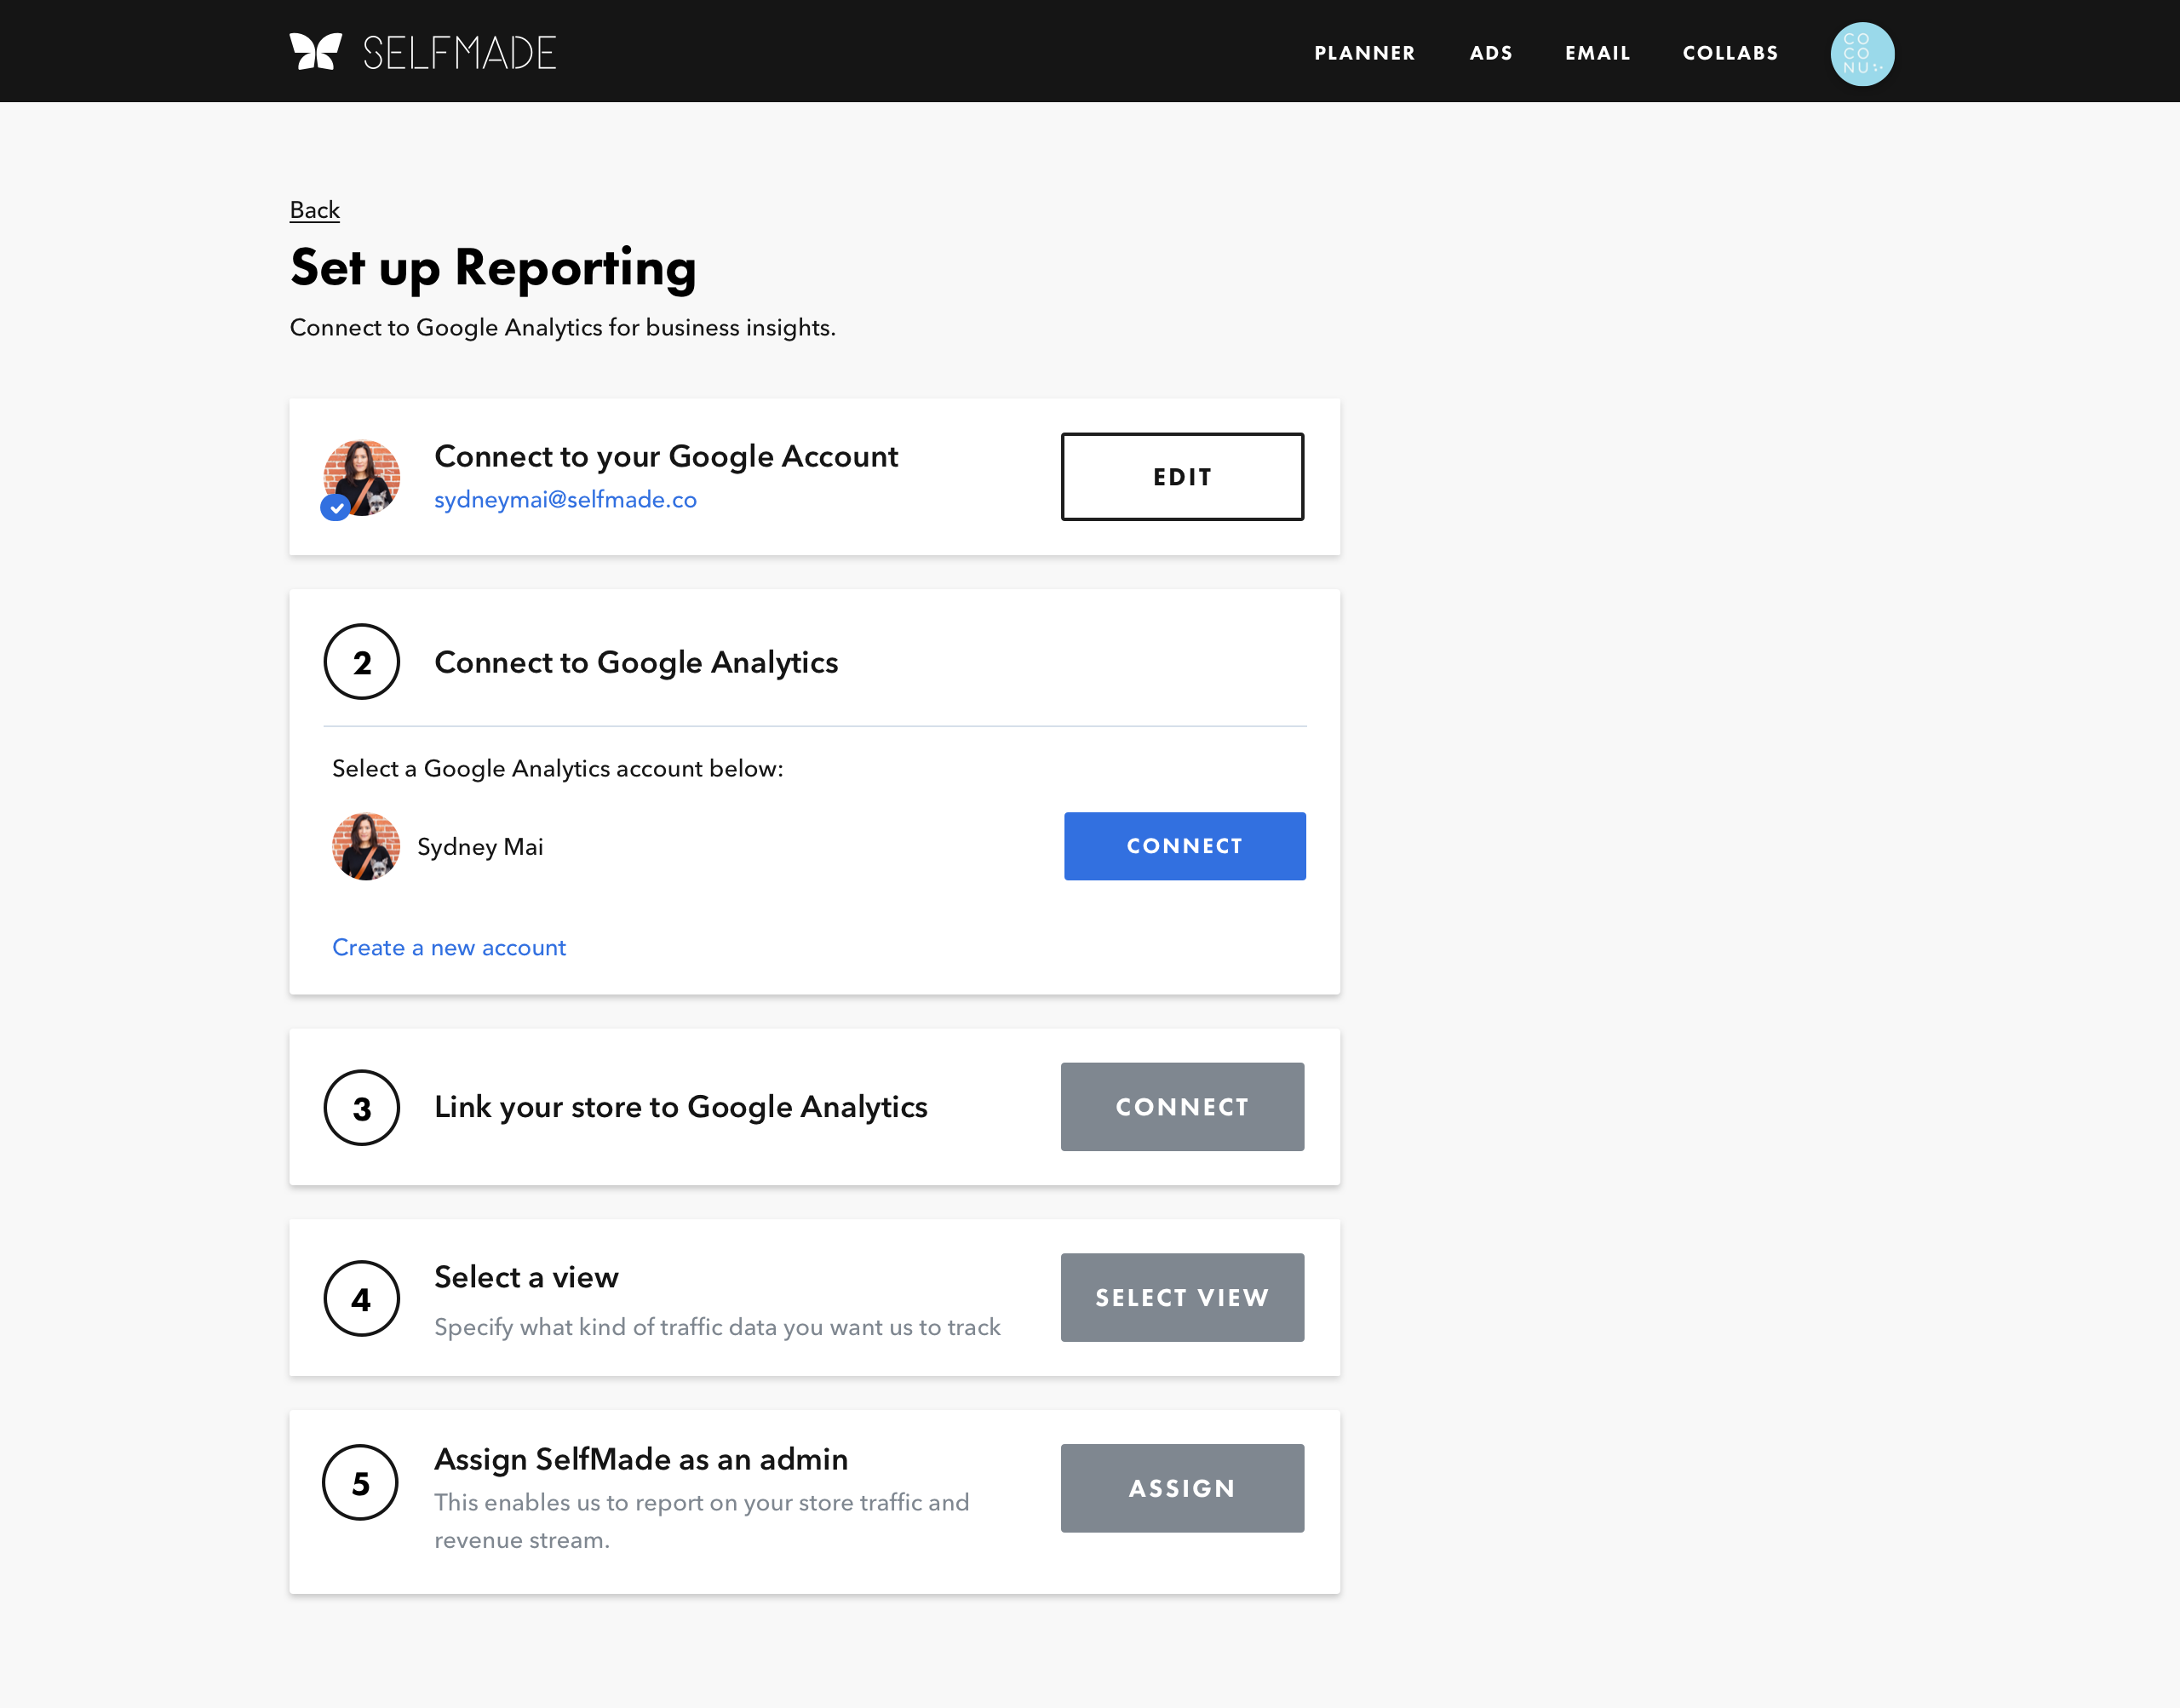 SELFMADE
PLANNER
ADS
EMAIL
COLLABS
CO
CO
NU
Back
Set up Reporting
Connect to Google Analytics for business insights.
Connect to your Google Account
sydneymai@selfmade.co
EDIT
2
Connect to Google Analytics
Select a Google Analytics account below:
Sydney Mai
CONNECT
Create a new account
3
Link your store to Google Analytics
CONNECT
4
Select a view
Specify what kind of traffic data you want us to track
SELECT VIEW
5
Assign SelfMade as an admin
This enables us to report on your store traffic and
revenue stream.
ASSIGN